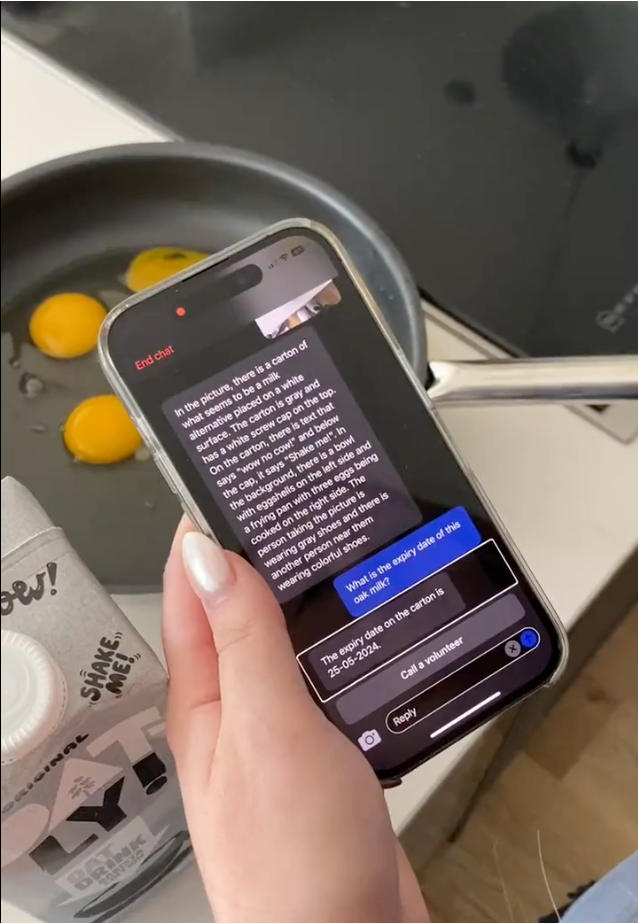 End chat
In the picture, there is a carton of
what seems to be a milk
alternative placed on a white
surface. The carton is gray and
has a white screw cap on the top.
On the carton, there is text that
says "wow no cow!" and below
the cap, it says "Shake me!". In
the background, there is a bowl
with eggshells on the left side and
a frying pan with three eggs being
cooked on the right side. The
person taking the picture is
wearing gray shoes and there is
another person near them
wearing colorful shoes.
What is the expiry date of this
oak milk?
The expiry date on the carton is
25-05-2024.
Call a volunteer
Reply
OW!
SHAKE
ME!
ORIGINAL
OAT
LY!
OAT
DRINK